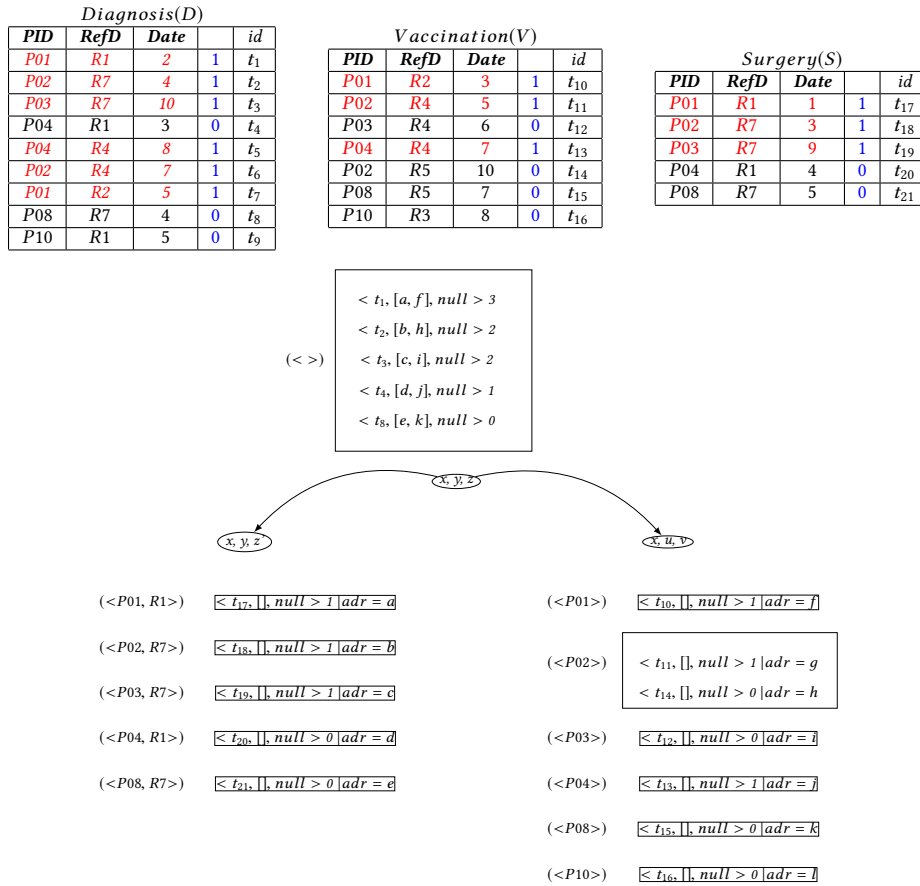 Diagnosis(D)
PID RefD Date id
P01 R1 2 1 t₁
P02 R7 4 1 t₂
P03 R7 10 1 t₃
P04 R1 3 0 t₄
P04 R4 8 1 t₅
P02 R4 7 1 t₆
P01 R2 5 1 t₇
P08 R7 4 0 t₈
P10 R1 5 0 t₉
Vaccination(V)
PID RefD Date id
P01 R2 3 1 t₁₀
P02 R4 5 1 t₁₁
P03 R4 6 0 t₁₂
P04 R4 7 1 t₁₃
P02 R5 10 0 t₁₄
P08 R5 7 0 t₁₅
P10 R3 8 0 t₁₆
Surgery(S)
PID RefD Date id
P01 R1 1 1 t₁₇
P02 R7 3 1 t₁₈
P03 R7 9 1 t₁₉
P04 R1 4 0 t₂₀
P08 R7 5 0 t₂₁
< t₁, [a, f], null > 3
< t₂, [b, h], null > 2
(< >) < t₃, [c, i], null > 2
< t₄, [d, j], null > 1
< t₈, [e, k], null > 0
x, y, z
x, y, z'
x, u, v
(<P01, R1>) < t₁₇, [], null > 1 |adr = a
(<P02, R7>) < t₁₈, [], null > 1 |adr = b
(<P03, R7>) < t₁₉, [], null > 1 |adr = c
(<P04, R1>) < t₂₀, [], null > 0 |adr = d
(<P08, R7>) < t₂₁, [], null > 0 |adr = e
(<P01>) < t₁₀, [], null > 1 |adr = f
(<P02>) < t₁₁, [], null > 1 |adr = g
< t₁₄, [], null > 0 |adr = h
(<P03>) < t₁₂, [], null > 0 |adr = i
(<P04>) < t₁₃, [], null > 1 |adr = j
(<P08>) < t₁₅, [], null > 0 |adr = k
(<P10>) < t₁₆, [], null > 0 |adr = l